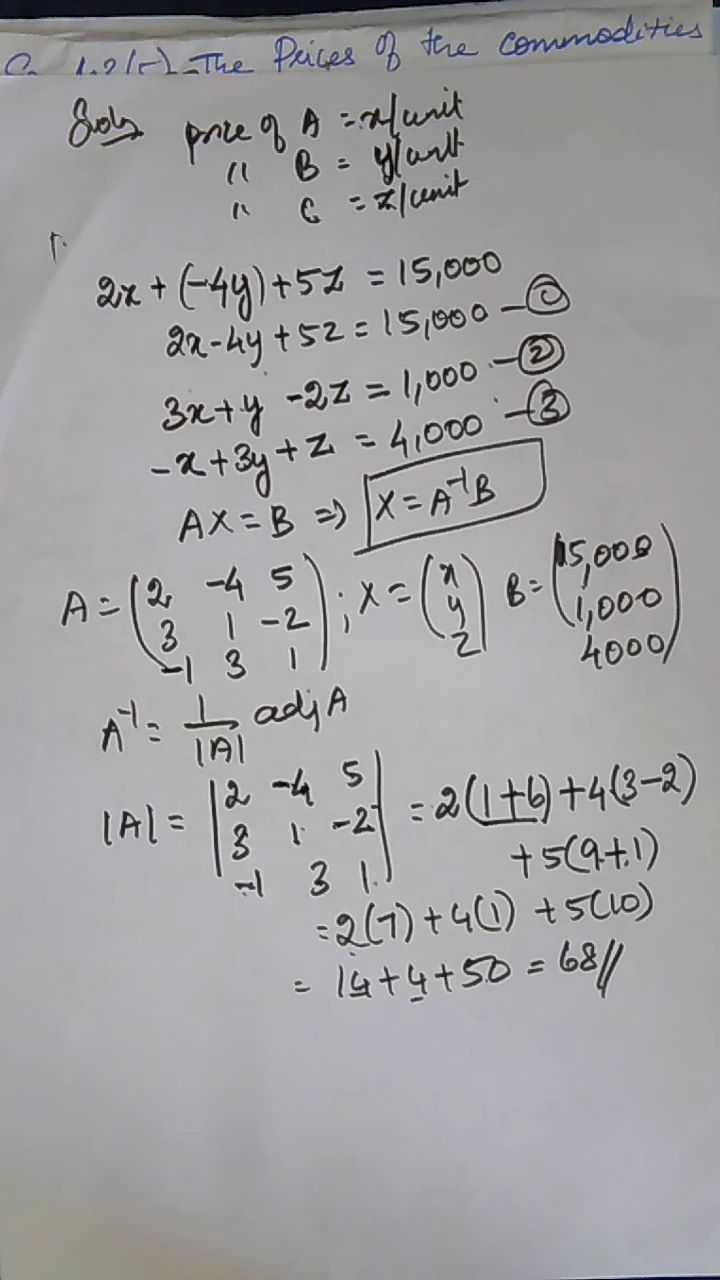 The Prices of the commodities
Soln price of A = x/unit
" B = y/unit
" C = z/unit
2x + (-4y) + 5z = 15,000
2x - 4y + 5z = 15,000 - ①
3x + y - 2z = 1,000 - ②
-x + 3y + z = 4,000 - ③
AX = B ⇒ X = A⁻¹B
A = (2 -4 5 ; X = (x B = (15,000
3 1 -2 y 1,000
-1 3 1) z) 4000)
A⁻¹ = 1/|A| adj A
|A| = |2 -4 5 = 2(1+6) + 4(3-2)
3 1 -2
-1 3 1| + 5(9+1)
= 2(7) + 4(1) + 5(10)
= 14 + 4 + 50 = 68//